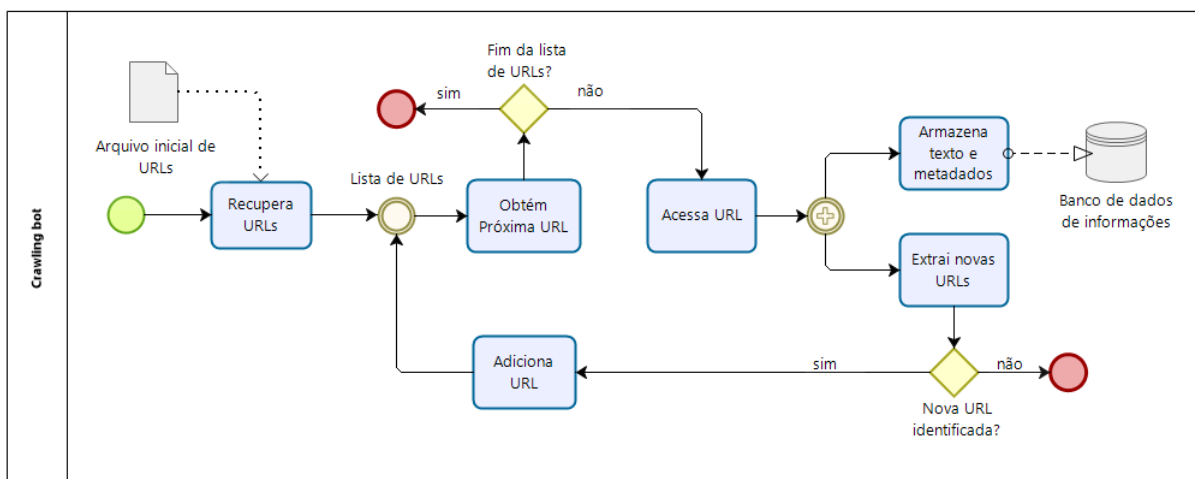 Crawling bot
Arquivo inicial de
URLs
Recupera
URLs
Lista de URLs
Obtém
Próxima URL
Fim da lista
de URLs?
sim
não
Acessa URL
Armazena
texto e
metadados
Banco de dados
de informações
Extrai novas
URLs
Nova URL
identificada?
sim
não
Adiciona
URL